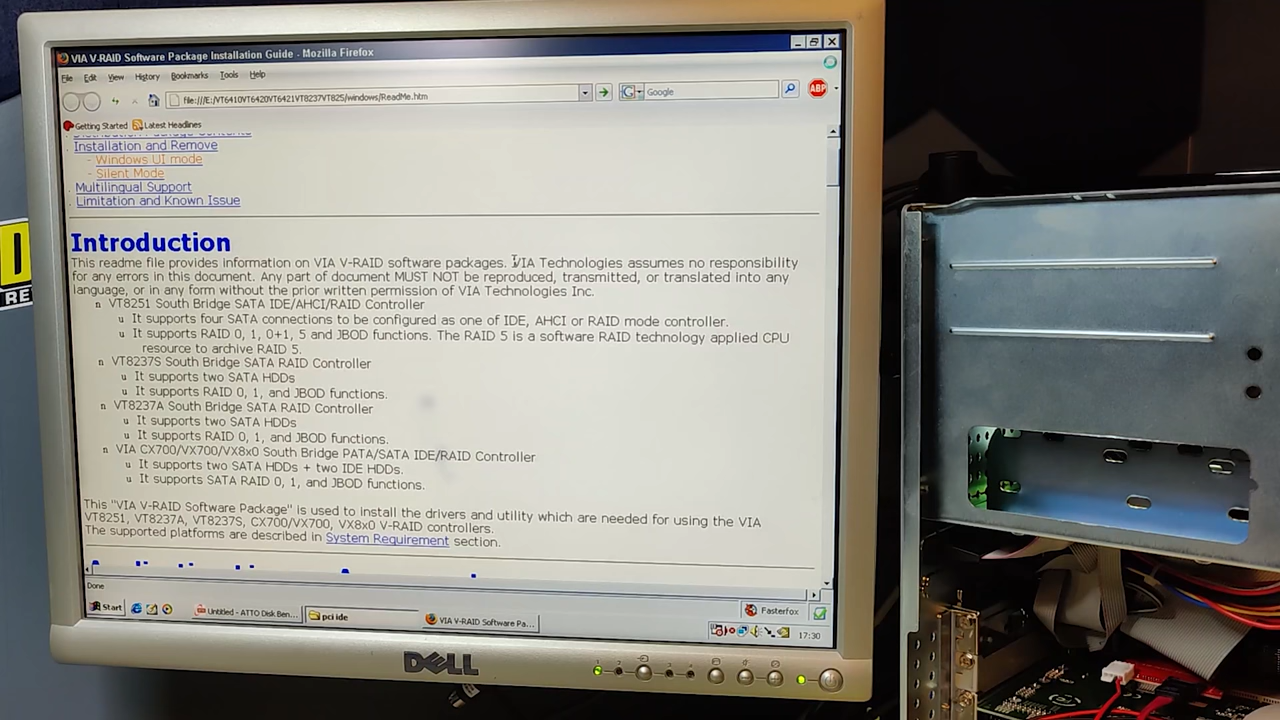 VIA V-RAID Software Package Installation Guide - Mozilla Firefox
File Edit View History Bookmarks Tools Help
file:///E:/VT6410VT6420VT6421VT8237VT825/windows/ReadMe.htm
Google
ABP
Getting Started Latest Headlines
Distribution Package Contents
Installation and Remove
- Windows UI mode
- Silent Mode
Multilingual Support
Limitation and Known Issue
Introduction
This readme file provides information on VIA V-RAID software packages. VIA Technologies assumes no responsibility
for any errors in this document. Any part of document MUST NOT be reproduced, transmitted, or translated into any
language, or in any form without the prior written permission of VIA Technologies Inc.
n VT8251 South Bridge SATA IDE/AHCI/RAID Controller
u It supports four SATA connections to be configured as one of IDE, AHCI or RAID mode controller.
u It supports RAID 0, 1, 0+1, 5 and JBOD functions. The RAID 5 is a software RAID technology applied CPU
resource to archive RAID 5.
n VT8237S South Bridge SATA RAID Controller
u It supports two SATA HDDs
u It supports RAID 0, 1, and JBOD functions.
n VT8237A South Bridge SATA RAID Controller
u It supports two SATA HDDs
u It supports RAID 0, 1, and JBOD functions.
n VIA CX700/VX700/VX8x0 South Bridge PATA/SATA IDE/RAID Controller
u It supports two SATA HDDs + two IDE HDDs.
u It supports SATA RAID 0, 1, and JBOD functions.
This "VIA V-RAID Software Package" is used to install the drivers and utility which are needed for using the VIA
VT8251, VT8237A, VT8237S, CX700/VX700, VX8x0 V-RAID controllers.
The supported platforms are described in System Requirement section.
Done
Fasterfox
Start Untitled - ATTO Disk Ben... pci ide VIA V-RAID Software Pa... 17:30
DELL
D
RE